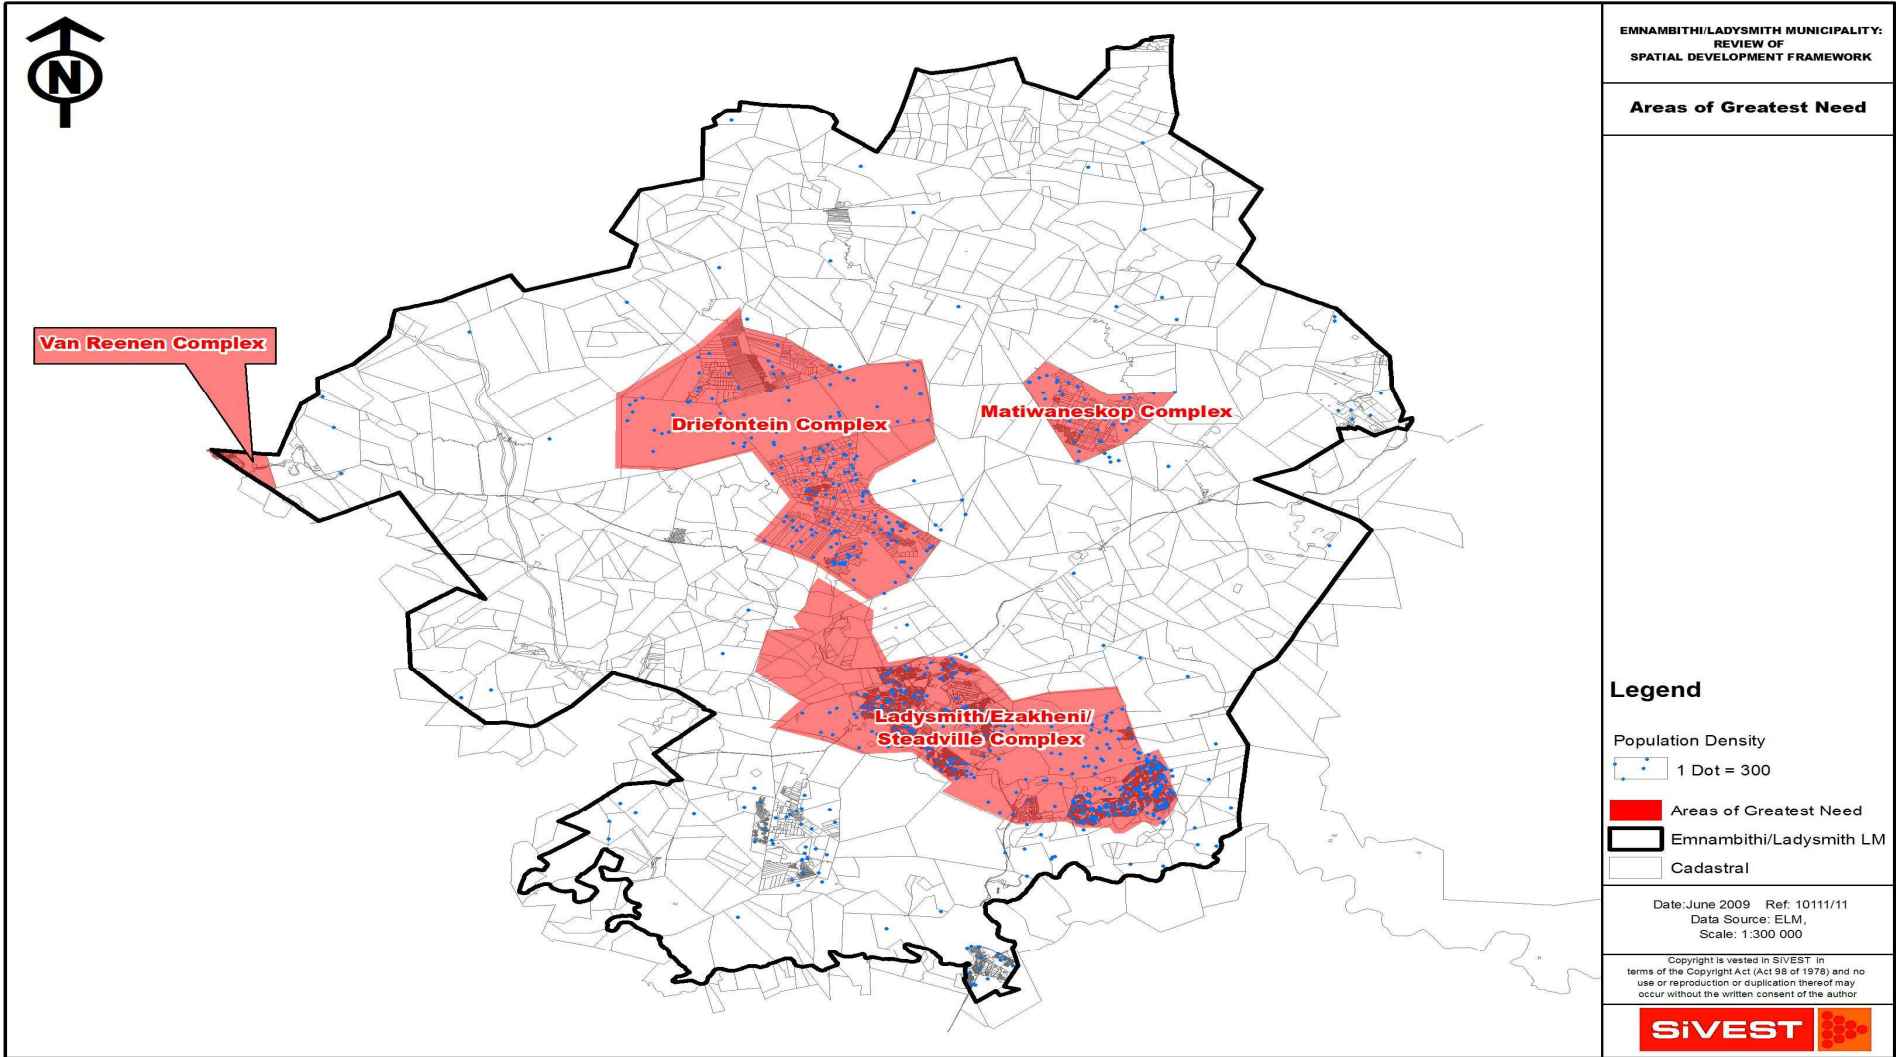 N
EMNAMBITHI/LADYSMITH MUNICIPALITY:
REVIEW OF
SPATIAL DEVELOPMENT FRAMEWORK
Areas of Greatest Need
Van Reenen Complex
Driefontein Complex
Matiwaneskop Complex
Ladysmith/Ezakheni/
Steadville Complex
Legend
Population Density
1 Dot = 300
Areas of Greatest Need
Emnambithi/Ladysmith LM
Cadastral
Date:June 2009 Ref: 10111/11
Data Source: ELM,
Scale: 1:300 000
Copyright is vested in SIVEST in
terms of the Copyright Act (Act 98 of 1978) and no
use or reproduction or duplication thereof may
occur without the written consent of the author
SiVEST